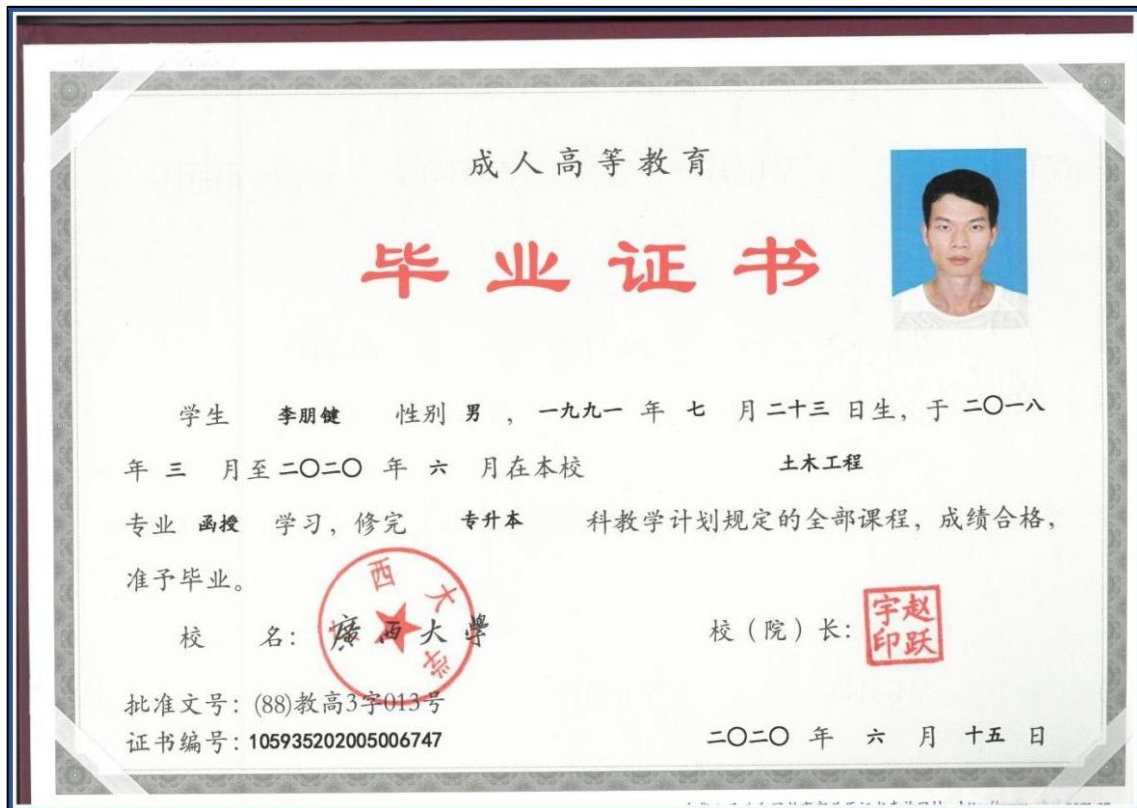 成人高等教育
毕业证书
学生 李朋键 性别 男 ，一九九一 年 七 月 二十三 日生，于 二〇一八
年 三 月至 二〇二〇 年 六 月在本校 土木工程
专业 函授 学习，修完 专升本 科教学计划规定的全部课程，成绩合格，
准予毕业。
校 名：廣西大學
西大学
校（院）长：
赵跃宇印
批准文号：(88)教高3字013号
证书编号：105935202005006747
二〇二〇 年 六 月 十五 日